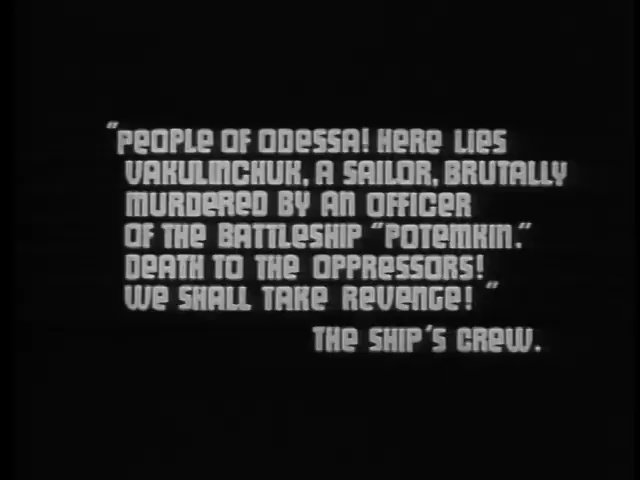 "PEOPLE OF ODESSA! HERE LIES
VAKULINCHUK, A SAILOR, BRUTALLY
MURDERED BY AN OFFICER
OF THE BATTLESHIP "POTEMKIN."
DEATH TO THE OPPRESSORS!
WE SHALL TAKE REVENGE!"
THE SHIP'S CREW.